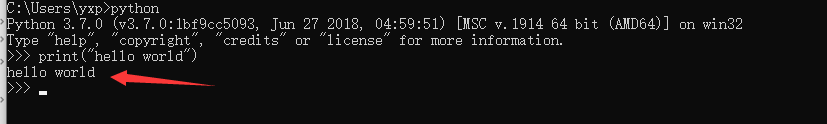 C:\Users\yxp>python
Python 3.7.0 (v3.7.0:1bf9cc5093, Jun 27 2018, 04:59:51) [MSC v.1914 64 bit (AMD64)] on win32
Type "help", "copyright", "credits" or "license" for more information.
>>> print("hello world")
hello world
>>>